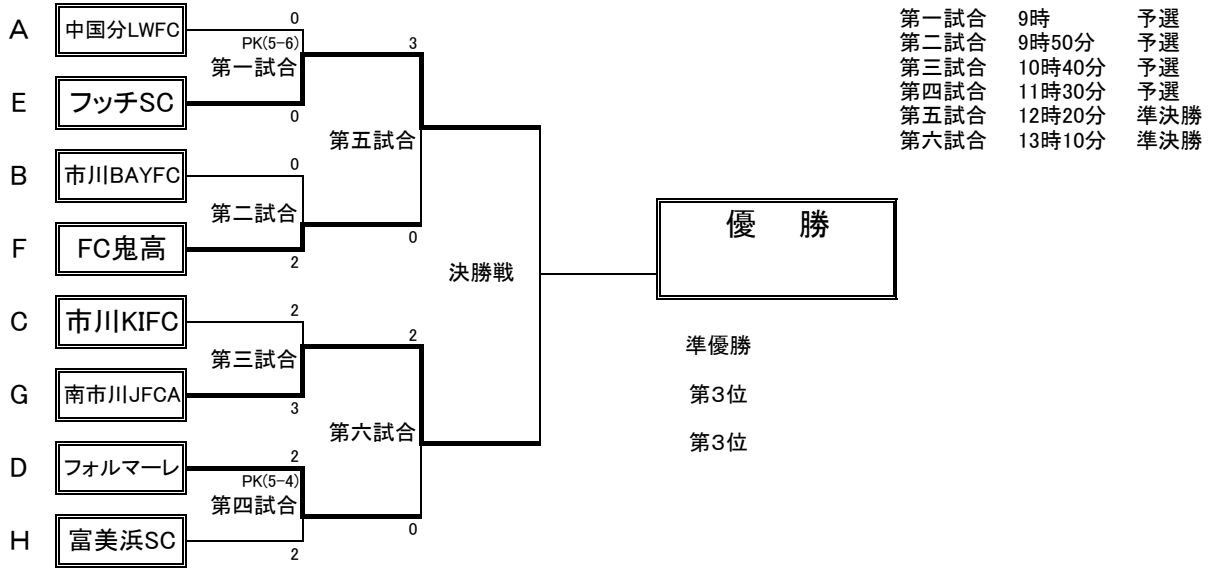 A 中国分LWFC 0
PK(5-6)
第一試合
3
E フッチSC 0
第五試合
B 市川BAYFC 0
第二試合
F FC鬼高 2
0
決勝戦
C 市川KIFC 2
第三試合
2
G 南市川JFCA 3
第六試合
D フォルマーレ 2
PK(5-4)
第四試合
0
H 富美浜SC 2
優 勝
準優勝
第3位
第3位
第一試合 9時 予選
第二試合 9時50分 予選
第三試合 10時40分 予選
第四試合 11時30分 予選
第五試合 12時20分 準決勝
第六試合 13時10分 準決勝